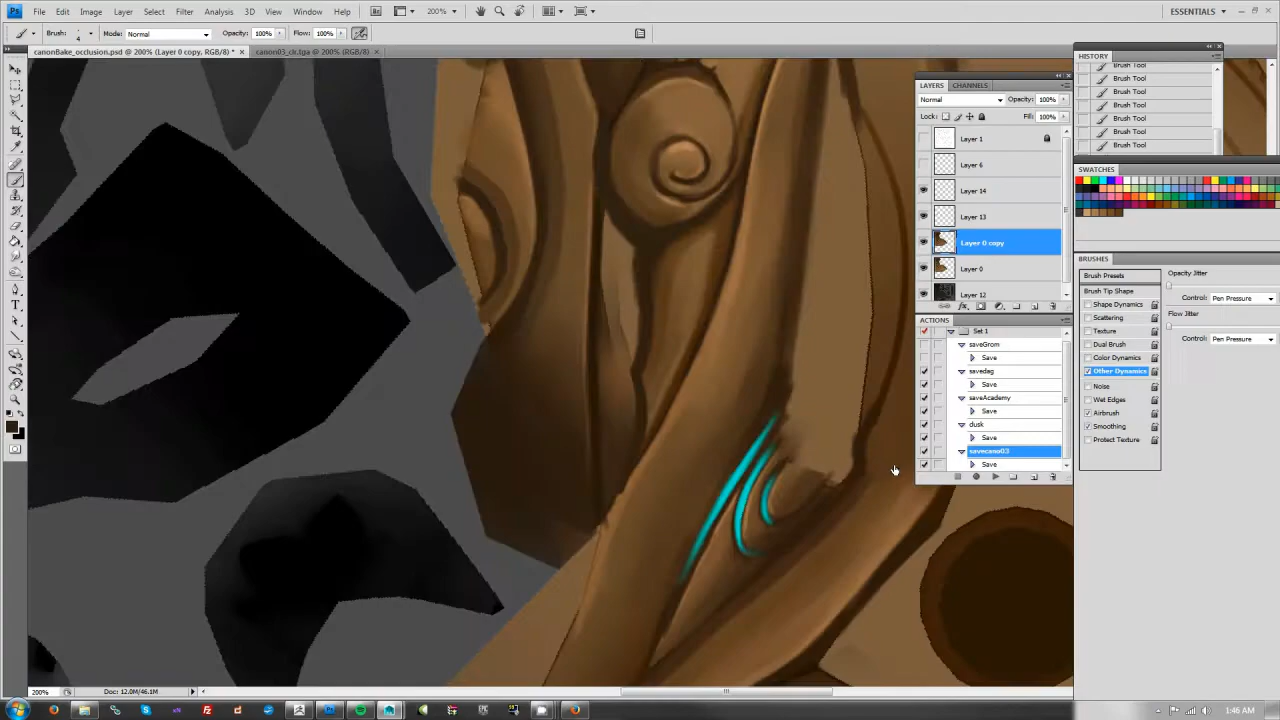 Ps File Edit Image Layer Select Filter Analysis 3D View Window Help 200% ESSENTIALS
Brush: 4 Mode: Normal Opacity: 100% Flow: 100%
canonBake_occlusion.psd @ 200% (Layer 0 copy, RGB/8) * canon03_clr.tga @ 200% (RGB/8)
HISTORY
Brush Tool
Brush Tool
Brush Tool
Brush Tool
Brush Tool
Brush Tool
Brush Tool
LAYERS CHANNELS
Normal Opacity: 100%
Lock: Fill: 100%
Layer 1
Layer 6
Layer 14
Layer 13
Layer 0 copy
Layer 0
Layer 12
SWATCHES
BRUSHES
Brush Presets
Brush Tip Shape
Shape Dynamics
Scattering
Texture
Dual Brush
Color Dynamics
Other Dynamics
Noise
Wet Edges
Airbrush
Smoothing
Protect Texture
Opacity Jitter
Control: Pen Pressure
Flow Jitter
Control: Pen Pressure
ACTIONS
Set 1
saveGrom
Save
savedag
Save
saveAcademy
Save
dusk
Save
savecano03
Save
200% Doc: 12.0M/46.1M
1:46 AM